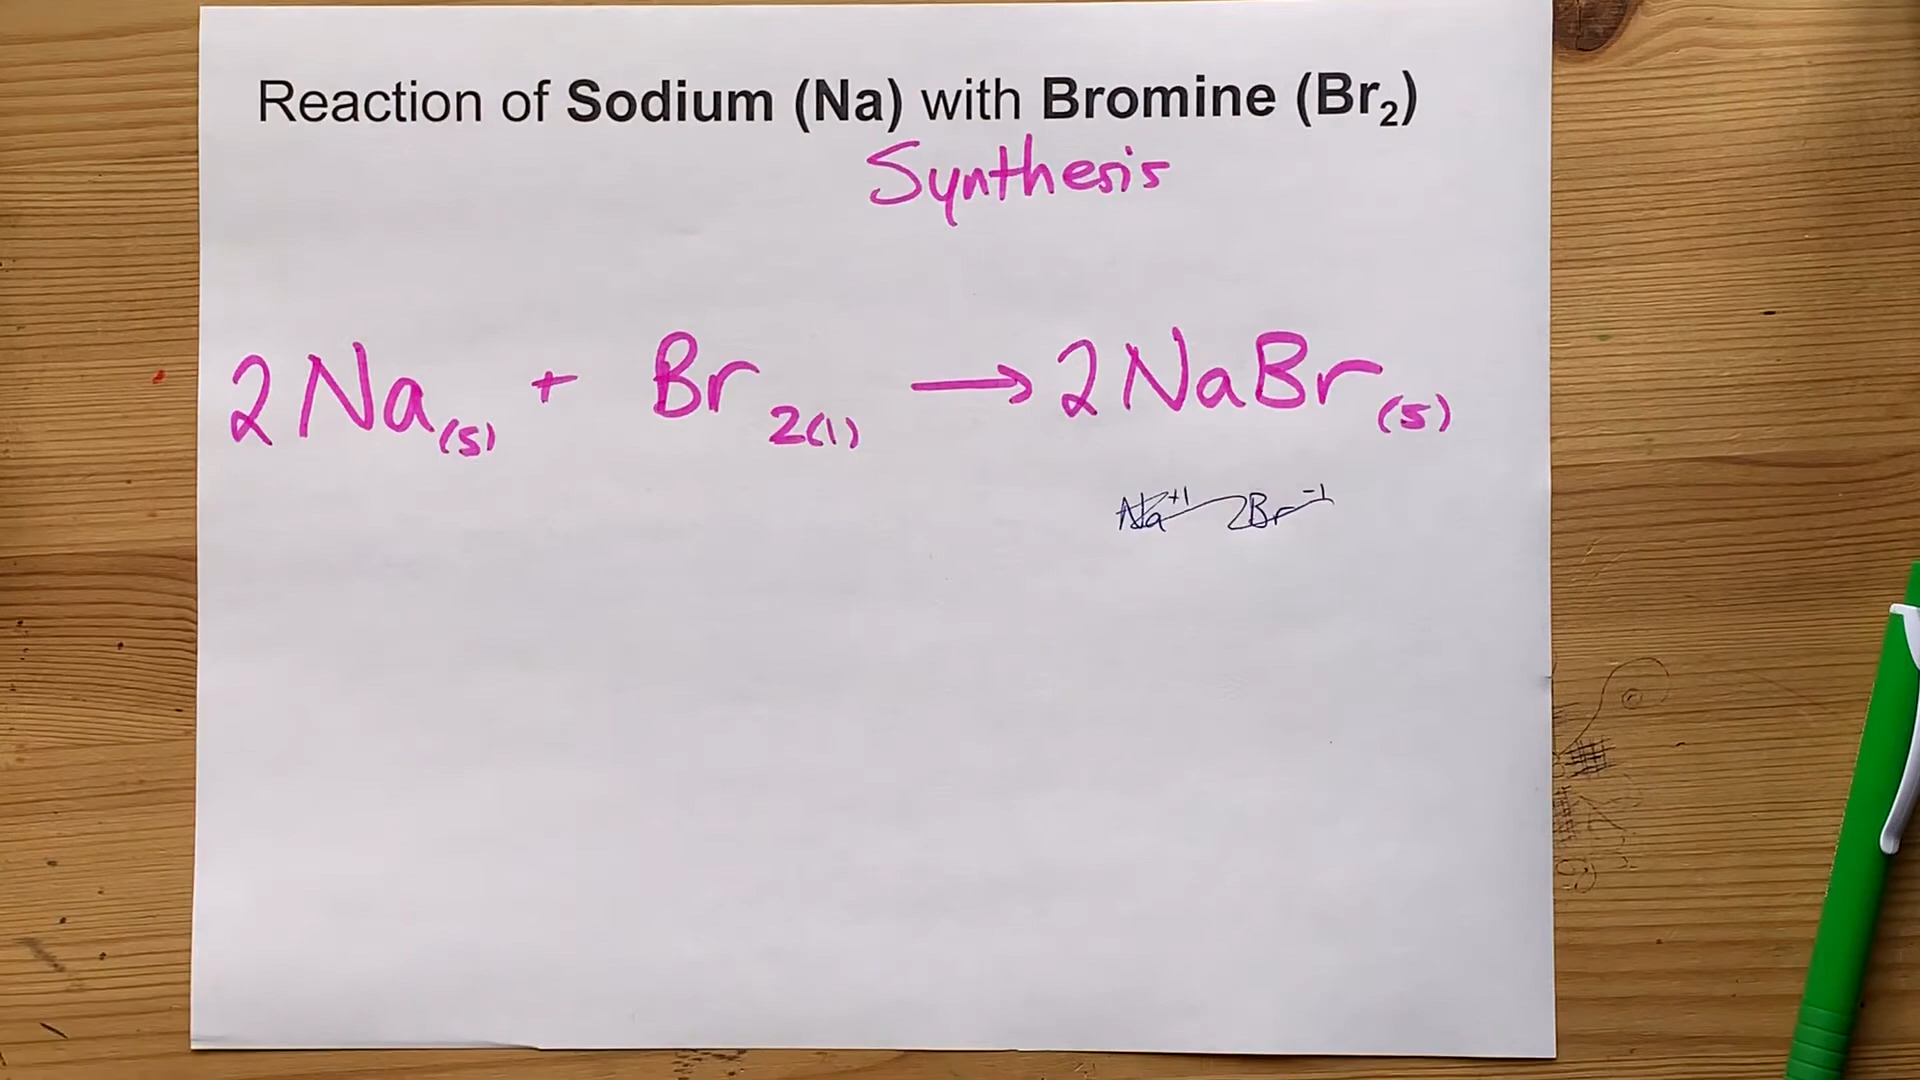 Reaction of Sodium (Na) with Bromine (Br₂)
Synthesis
2Na(s) + Br₂(l) → 2NaBr(s)
Na⁺¹ Br⁻¹